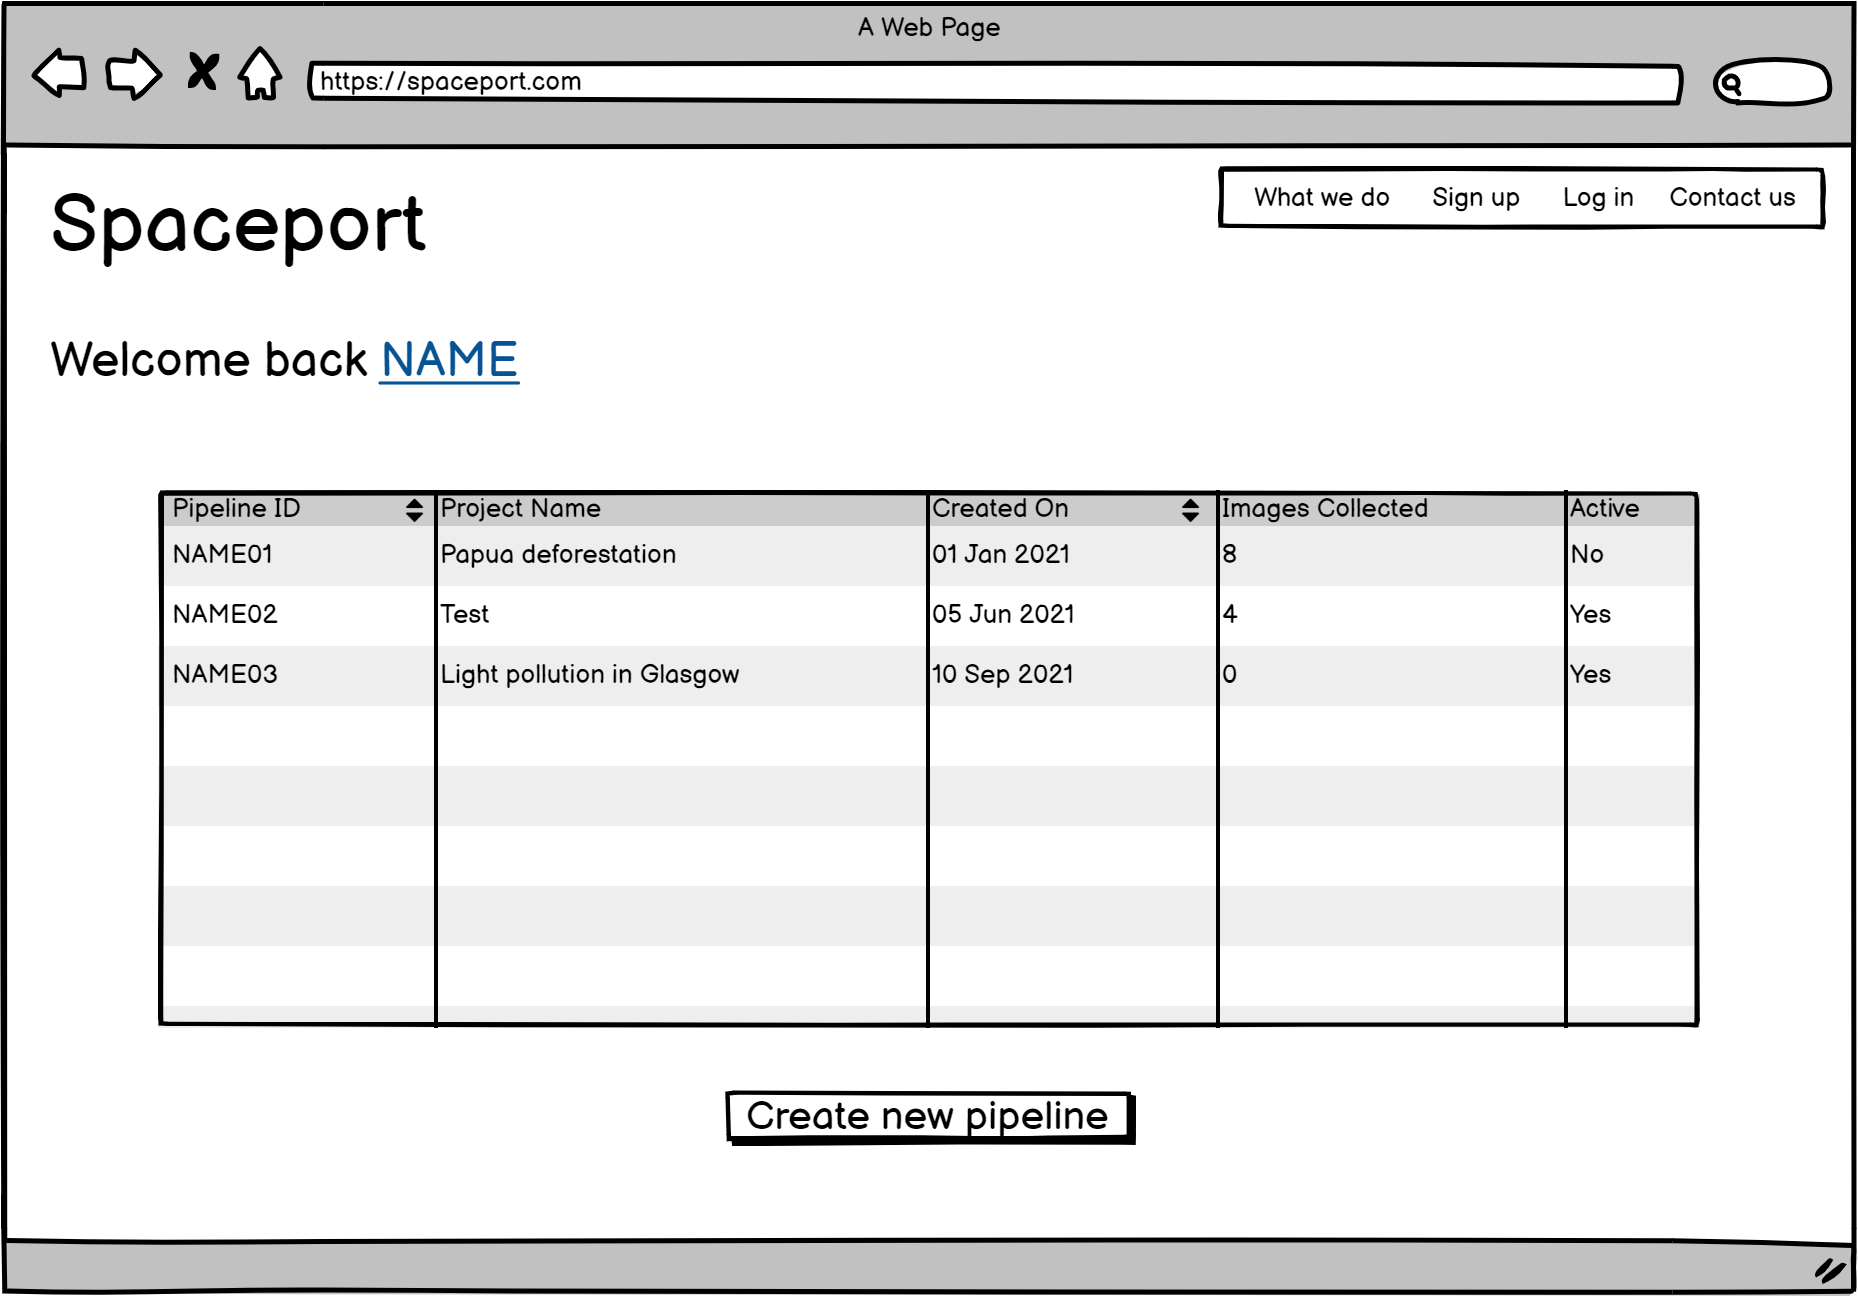 A Web Page
https://spaceport.com
What we do Sign up Log in Contact us
Spaceport
Welcome back NAME
Pipeline ID Project Name Created On Images Collected Active
NAME01 Papua deforestation 01 Jan 2021 8 No
NAME02 Test 05 Jun 2021 4 Yes
NAME03 Light pollution in Glasgow 10 Sep 2021 0 Yes
Create new pipeline